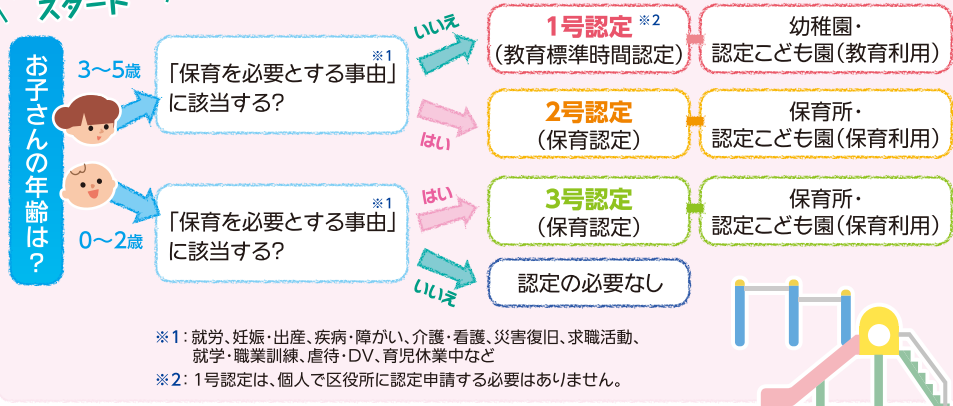 スタート
お子さんの年齢は？
3〜5歳
「保育を必要とする事由」※1
に該当する？
いいえ
1号認定 ※2
（教育標準時間認定）
幼稚園・
認定こども園（教育利用）
はい
2号認定
（保育認定）
保育所・
認定こども園（保育利用）
0〜2歳
「保育を必要とする事由」※1
に該当する？
はい
3号認定
（保育認定）
保育所・
認定こども園（保育利用）
いいえ
認定の必要なし
※1：就労、妊娠・出産、疾病・障がい、介護・看護、災害復旧、求職活動、
就学・職業訓練、虐待・DV、育児休業中など
※2：1号認定は、個人で区役所に認定申請する必要はありません。